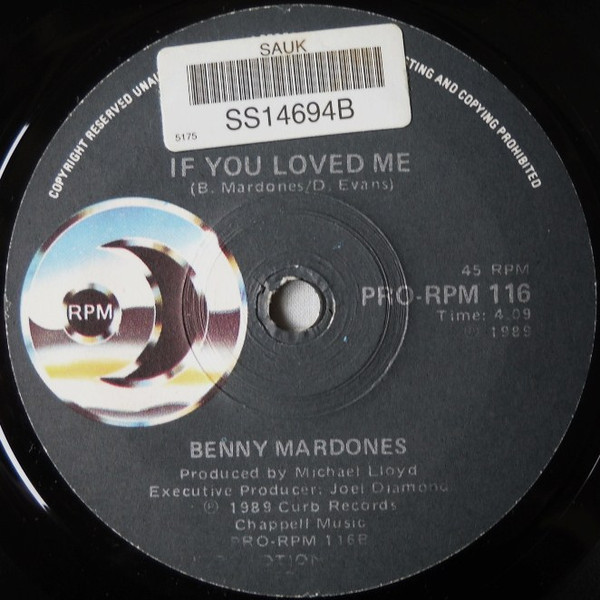 COPYRIGHT RESERVED
TING AND COPYING PROHIBITED
SAUK
SS14694B
5175
IF YOU LOVED ME
(B. Mardones/D. Evans)
RPM
45 RPM
PRO-RPM 116
Time: 4.09
℗ 1989
BENNY MARDONES
Produced by Michael Lloyd
Executive Producer: Joel Diamond
℗ 1989 Curb Records
Chappell Music
PRO-RPM 116B